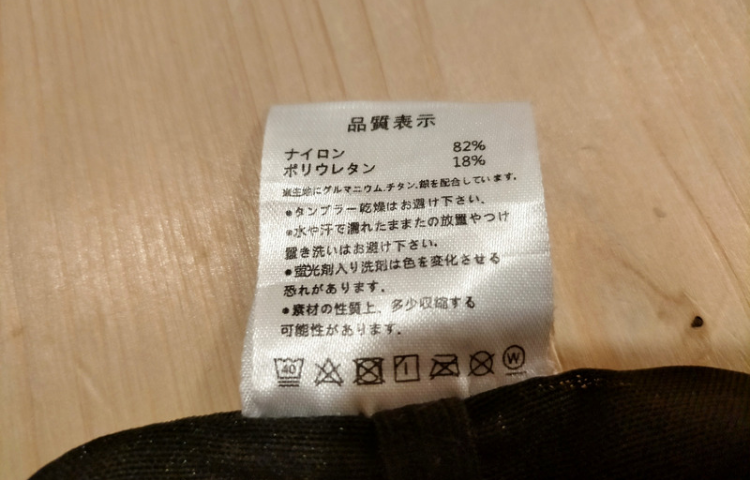 品質表示
ナイロン 82%
ポリウレタン 18%
※生地にゲルマニウム.チタン.銀を配合しています.
●タンブラー乾燥はお避け下さい.
●水や汗で濡れたままたの放置やつけ
置き洗いはお避け下さい.
●蛍光剤入り洗剤は色を変化させる
恐れがあります.
●素材の性質上、多少収縮する
可能性があります.
40 W